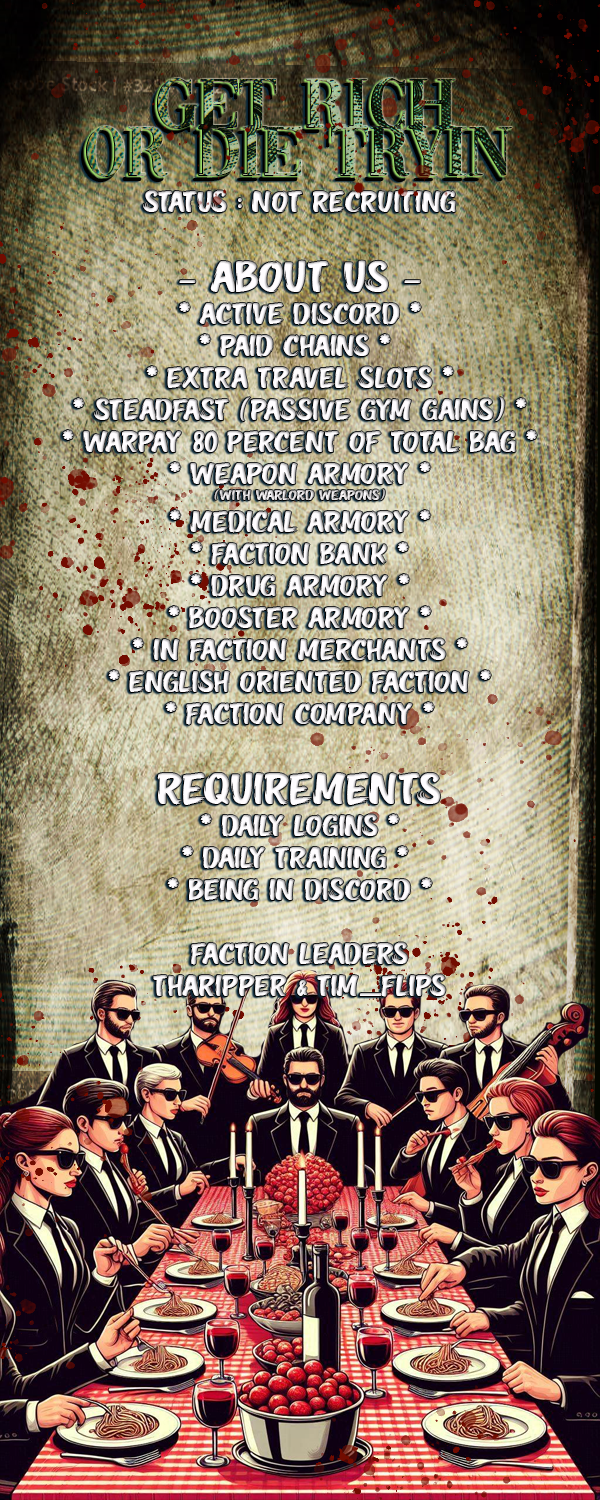 Stock | #32
GET RICH
OR DIE TRYIN
STATUS : NOT RECRUITING
- ABOUT US -
* ACTIVE DISCORD *
* PAID CHAINS *
* EXTRA TRAVEL SLOTS *
* STEADFAST (PASSIVE GYM GAINS) *
* WARPAY 80 PERCENT OF TOTAL BAG *
* WEAPON ARMORY *
(WITH WARLORD WEAPONS)
* MEDICAL ARMORY *
* FACTION BANK *
* DRUG ARMORY *
* BOOSTER ARMORY *
* IN FACTION MERCHANTS *
* ENGLISH ORIENTED FACTION *
* FACTION COMPANY *
REQUIREMENTS
* DAILY LOGINS *
* DAILY TRAINING *
* BEING IN DISCORD *
FACTION LEADERS
THARIPPER & TIM_FLIPS